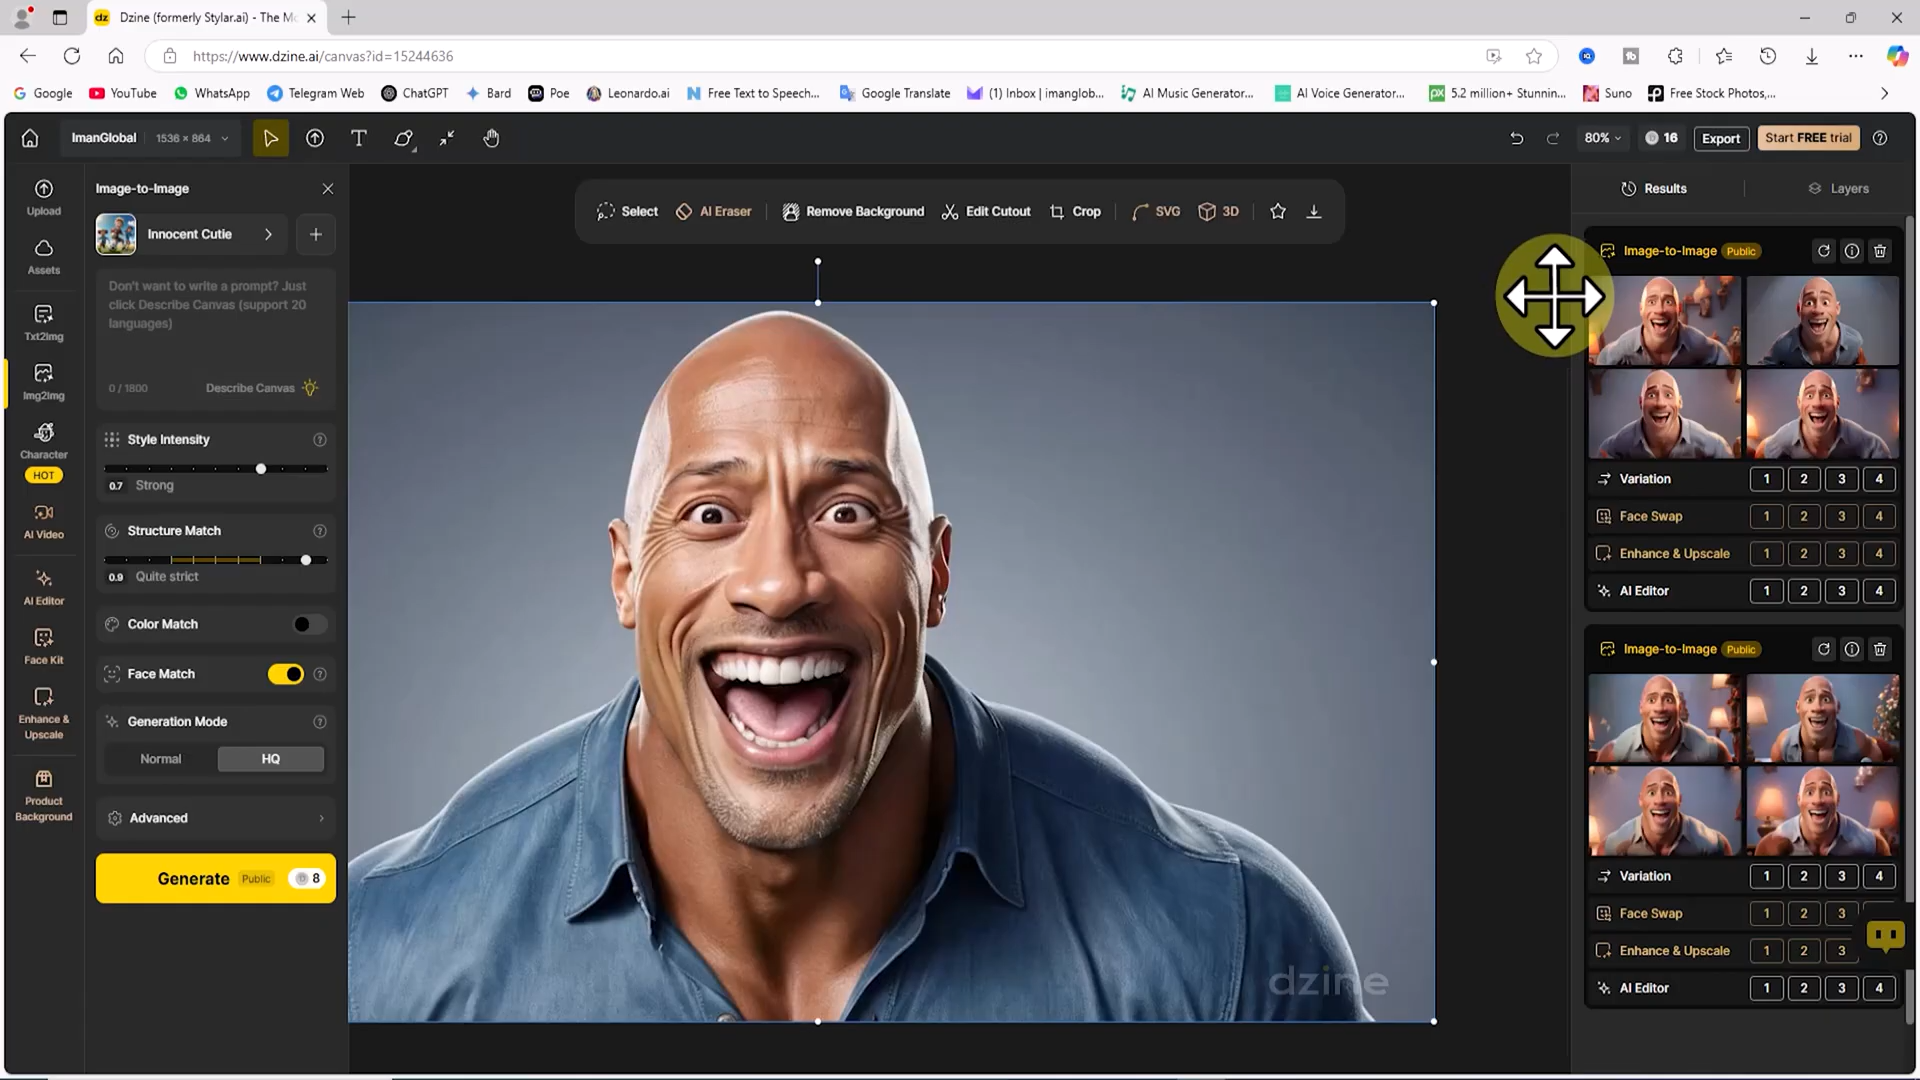 dz Dzine (formerly Stylar.ai) - The Mo
https://www.dzine.ai/canvas?id=15244636
Google YouTube WhatsApp Telegram Web ChatGPT Bard Poe Leonardo.ai Free Text to Speech... Google Translate (1) Inbox | imanglob... AI Music Generator... AI Voice Generator... 5.2 million+ Stunnin... Suno Free Stock Photos,...
ImanGlobal 1536 × 864 80% 16 Export Start FREE trial
Upload
Assets
Txt2Img
Img2Img
Character
HOT
AI Video
AI Editor
Face Kit
Enhance &
Upscale
Product
Background
Image-to-Image
Innocent Cutie
Don't want to write a prompt? Just
click Describe Canvas (support 20
languages)
0 / 1800 Describe Canvas
Style Intensity
0.7 Strong
Structure Match
0.9 Quite strict
Color Match
Face Match
Generation Mode
Normal HQ
Advanced
Generate Public 8
Select AI Eraser Remove Background Edit Cutout Crop SVG 3D
dzine
Results Layers
Image-to-Image Public
Variation 1 2 3 4
Face Swap 1 2 3 4
Enhance & Upscale 1 2 3 4
AI Editor 1 2 3 4
Image-to-Image Public
Variation 1 2 3 4
Face Swap 1 2 3
Enhance & Upscale 1 2 3
AI Editor 1 2 3 4